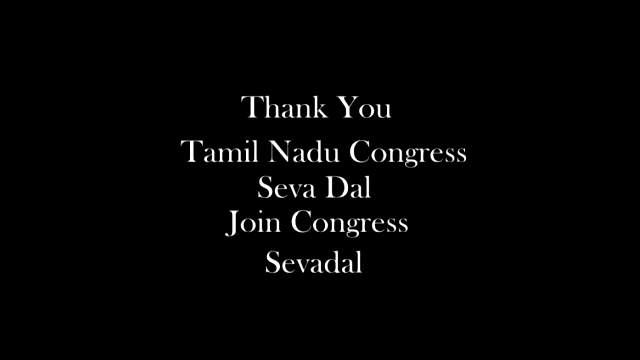 Thank You
Tamil Nadu Congress
Seva Dal
Join Congress
Sevadal